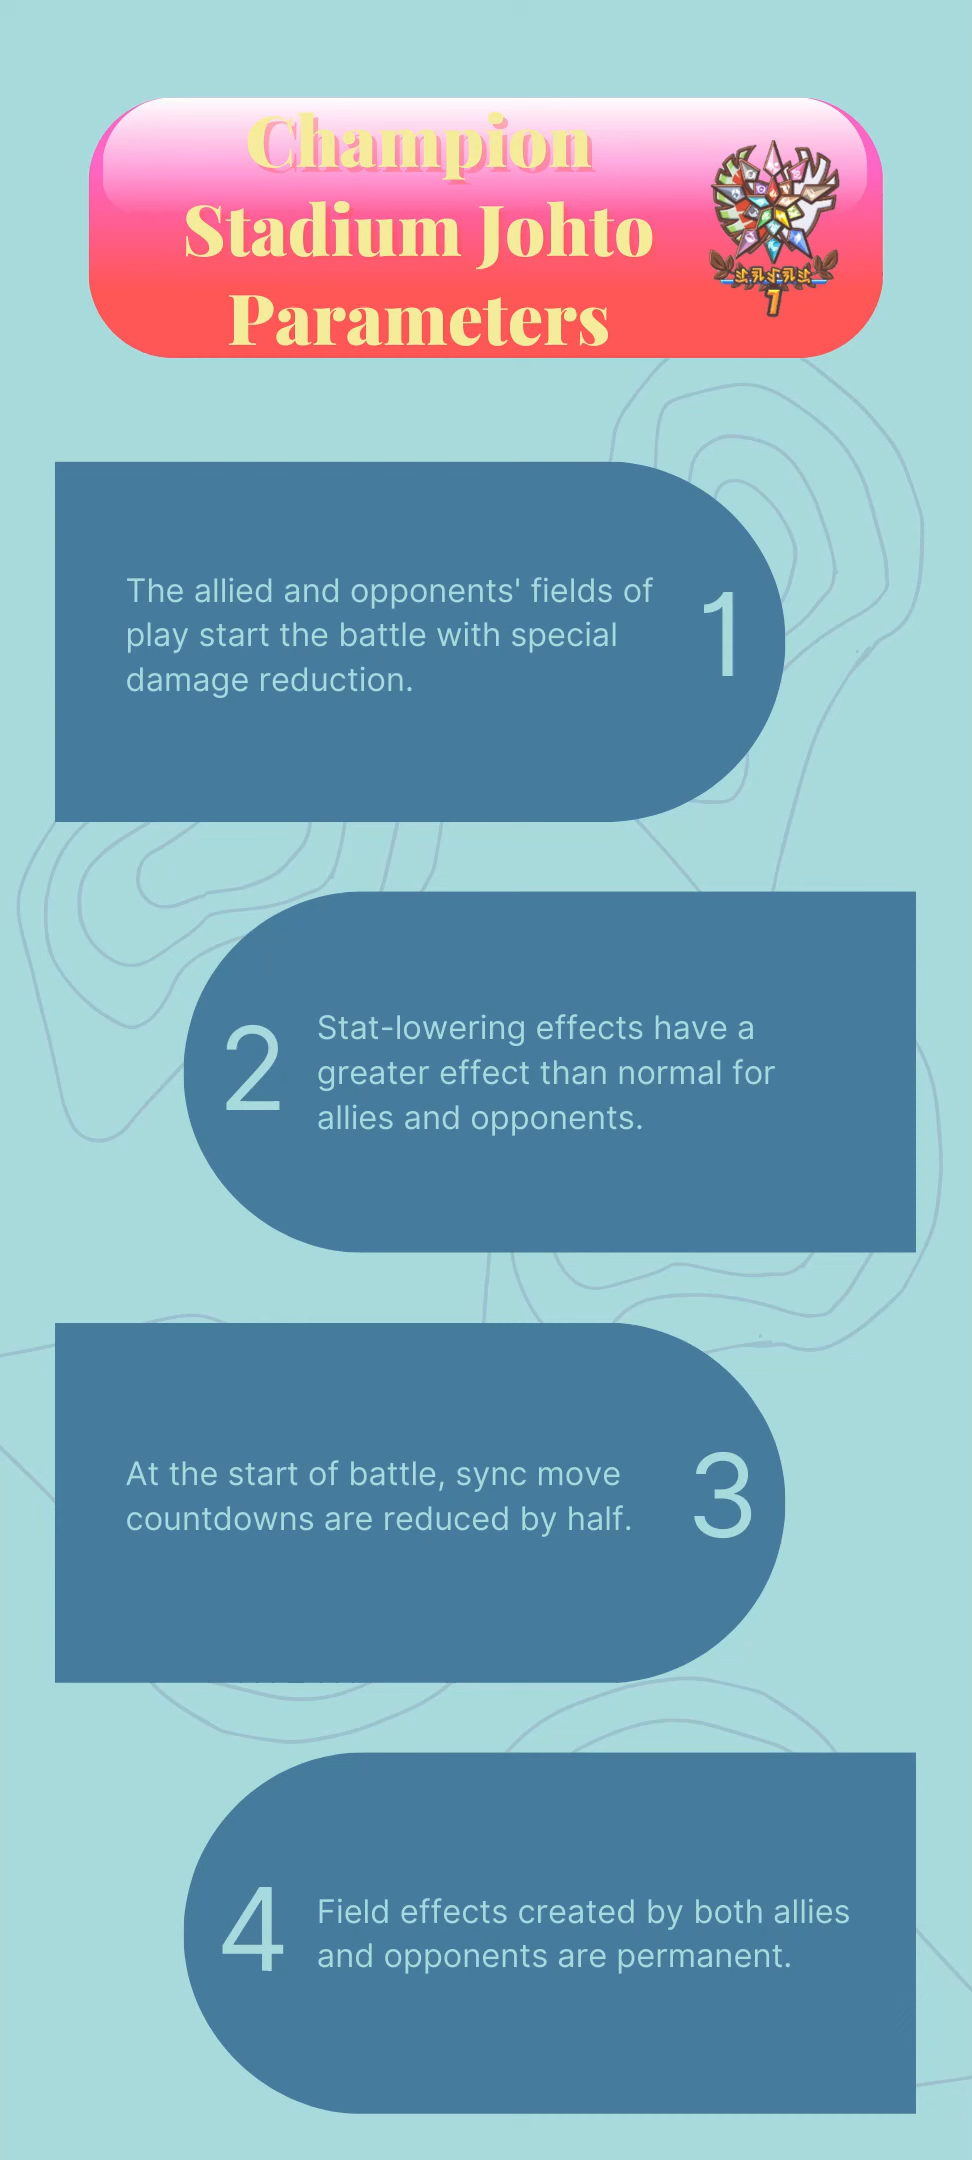 Champion
Stadium Johto
Parameters
1
The allied and opponents' fields of
play start the battle with special
damage reduction.
1
2
Stat-lowering effects have a
greater effect than normal for
allies and opponents.
At the start of battle, sync move
countdowns are reduced by half.
3
4
Field effects created by both allies
and opponents are permanent.